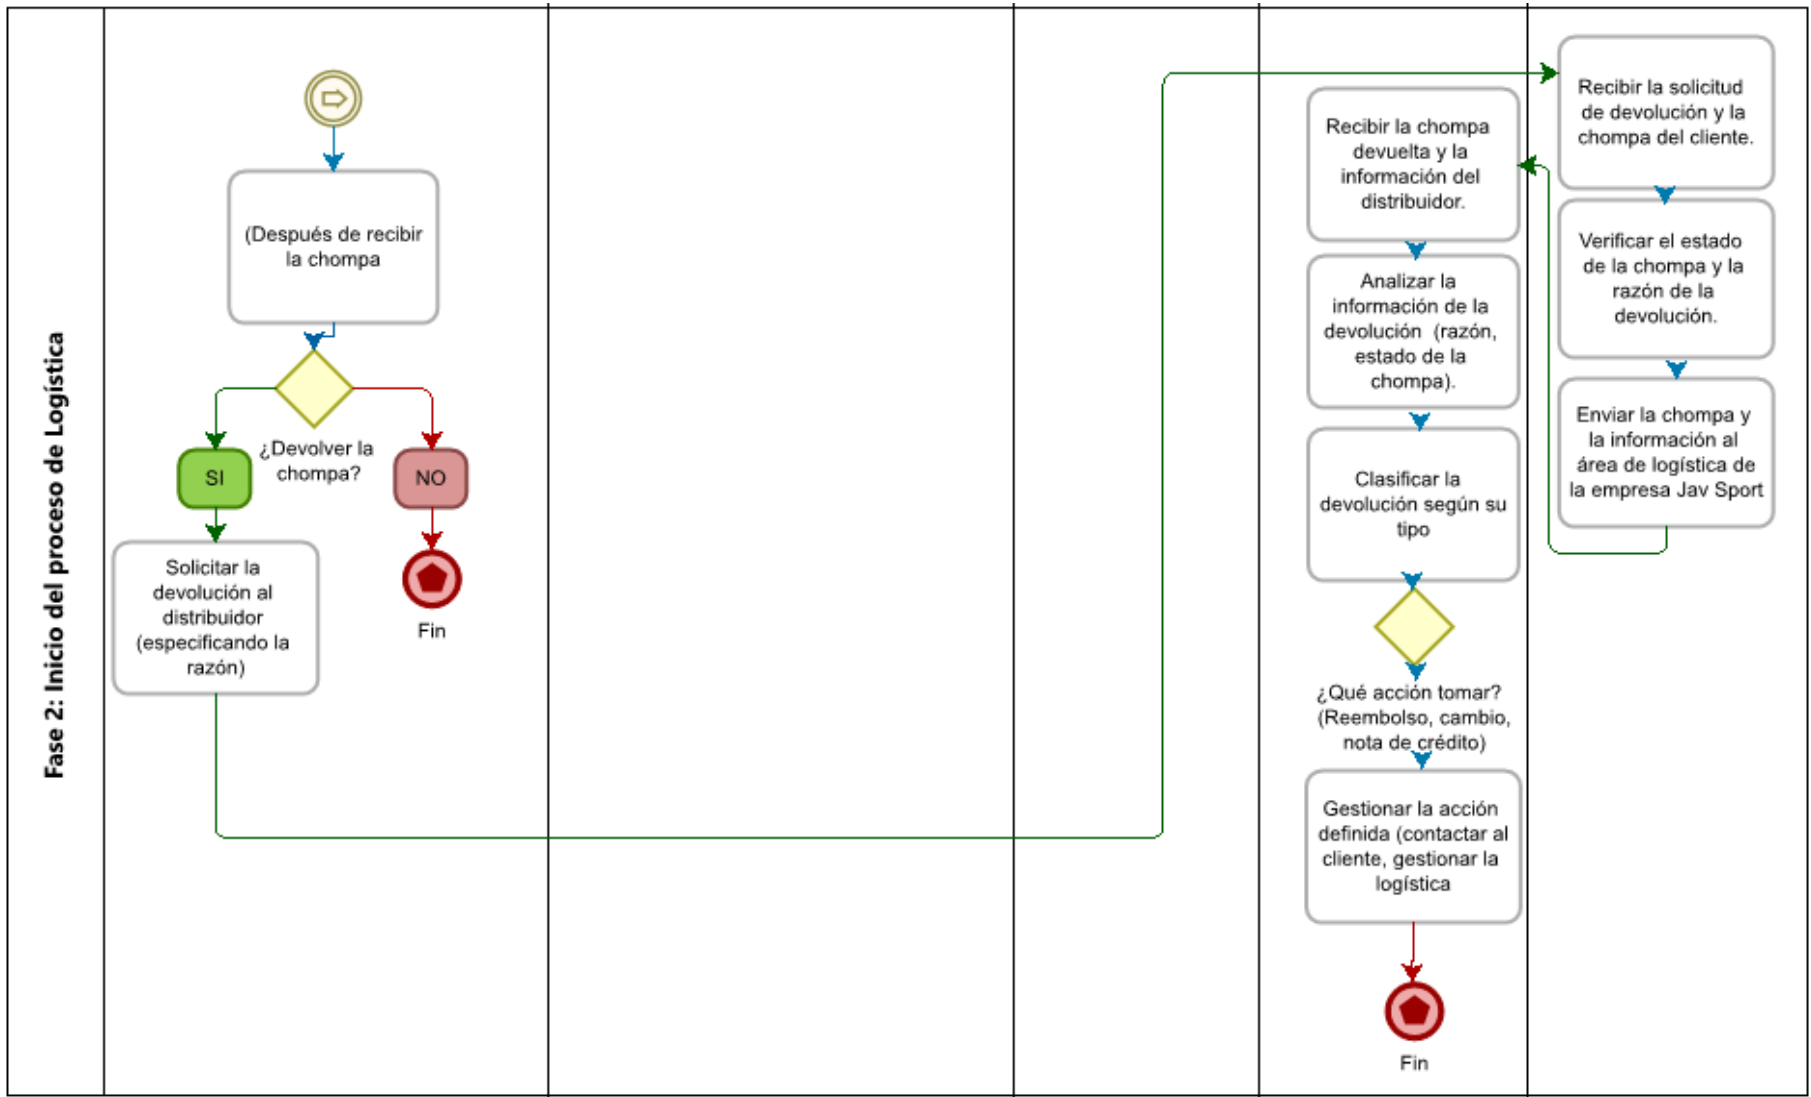 Fase 2: Inicio del proceso de Logística
(Después de recibir
la chompa
¿Devolver la
chompa?
SI
NO
Solicitar la
devolución al
distribuidor
(especificando la
razón)
Fin
Recibir la chompa
devuelta y la
información del
distribuidor.
Analizar la
información de la
devolución (razón,
estado de la
chompa).
Clasificar la
devolución según su
tipo
¿Qué acción tomar?
(Reembolso, cambio,
nota de crédito)
Gestionar la acción
definida (contactar al
cliente, gestionar la
logística
Fin
Recibir la solicitud
de devolución y la
chompa del cliente.
Verificar el estado
de la chompa y la
razón de la
devolución.
Enviar la chompa y
la información al
área de logística de
la empresa Jav Sport